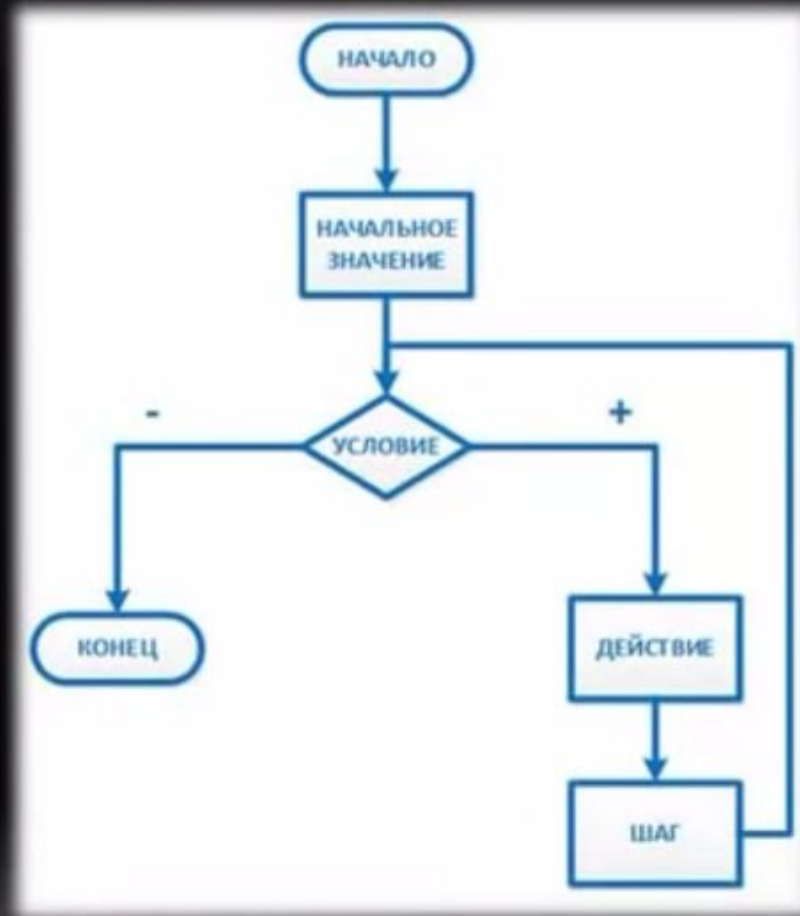 НАЧАЛО
НАЧАЛЬНОЕ
ЗНАЧЕНИЕ
-
+
УСЛОВИЕ
КОНЕЦ
ДЕЙСТВИЕ
ШАГ